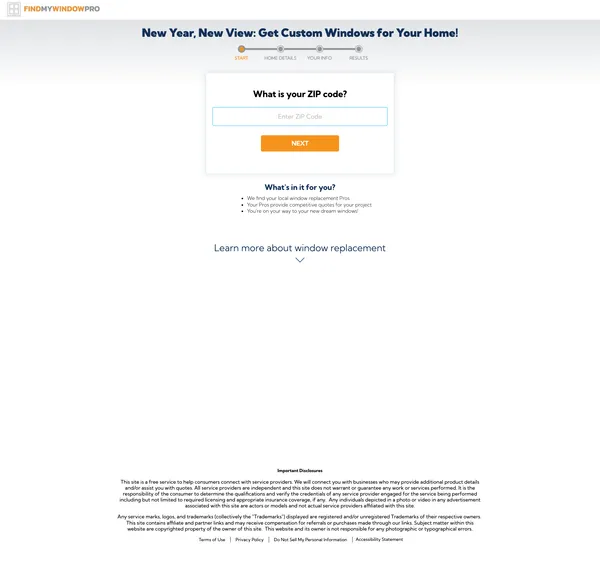 FINDMYWINDOWPRO
New Year, New View: Get Custom Windows for Your Home!
START HOME DETAILS YOUR INFO RESULTS
What is your ZIP code?
Enter ZIP Code
NEXT
What's in it for you?
We find your local window replacement Pros
Your Pros provide competitive quotes for your project
You're on your way to your new dream windows!
Learn more about window replacement
Important Disclosures
This site is a free service to help consumers connect with service providers. We will connect you with businesses who may provide additional product details
and/or assist you with quotes. All service providers are independent and this site does not warrant or guarantee any work or services performed. It is the
responsibility of the consumer to determine the qualifications and verify the credentials of any service provider engaged for the service being performed
including but not limited to required licensing and appropriate insurance coverage, if any. Any individuals depicted in a photo or video in any advertisement
associated with this site are actors or models and not actual service providers affiliated with this site.
Any service marks, logos, and trademarks (collectively the "Trademarks") displayed are registered and/or unregistered Trademarks of their respective owners.
This site contains affiliate and partner links and may receive compensation for referrals or purchases made through our links. Subject matter within this
website are copyrighted property of the owner of this site. This website and its owner is not responsible for any photographic or typographical errors.
Terms of Use | Privacy Policy | Do Not Sell My Personal Information | Accessibility Statement